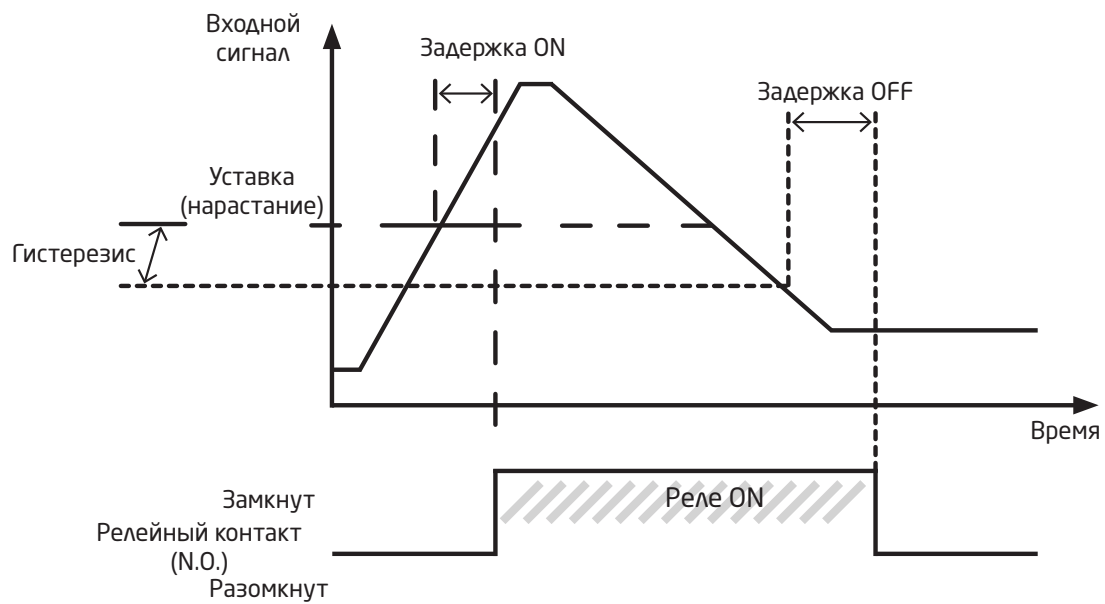 Входной
сигнал
Задержка ON
Задержка OFF
Уставка
(нарастание)
Гистерезис
Время
Замкнут
Реле ON
Релейный контакт
(N.O.)
Разомкнут